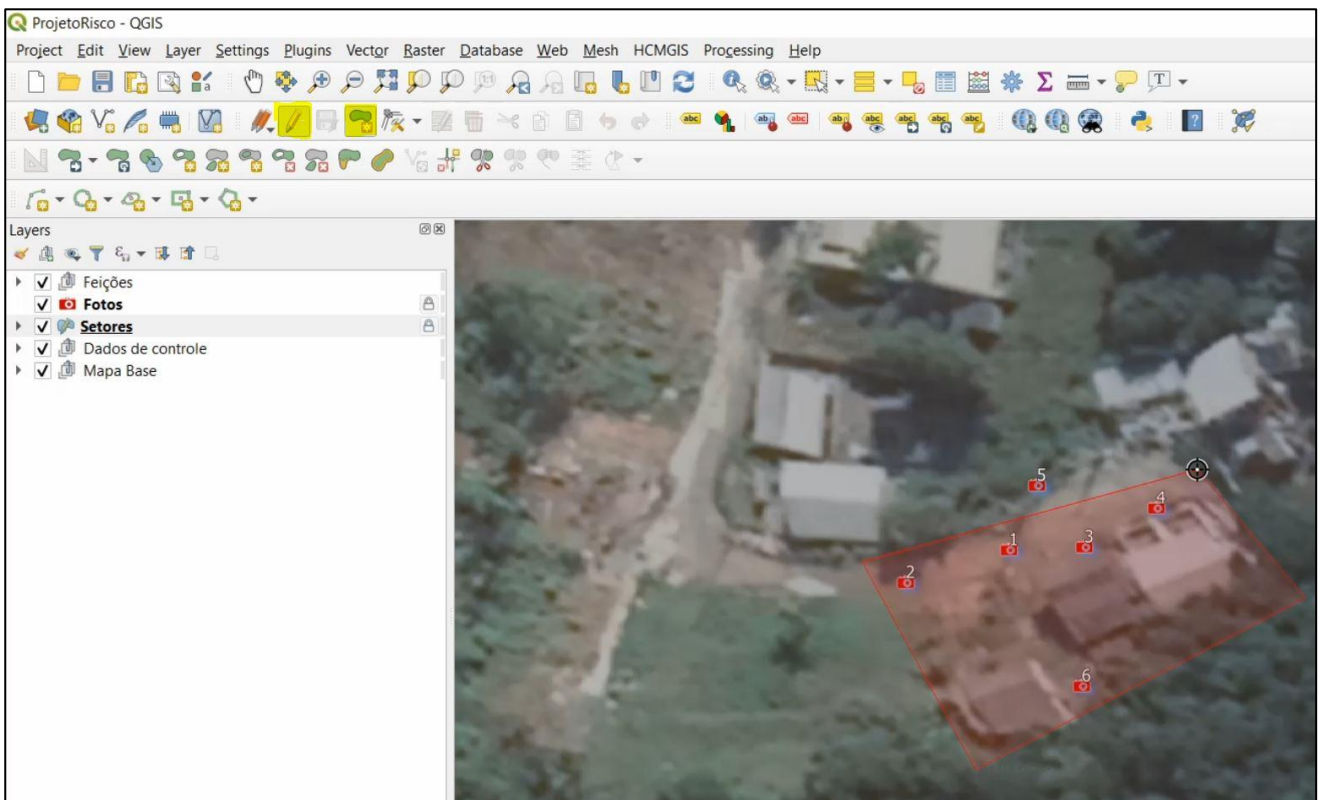 ProjetoRisco - QGIS
Project Edit View Layer Settings Plugins Vector Raster Database Web Mesh HCMGIS Processing Help
Layers
Feições
Fotos
Setores
Dados de controle
Mapa Base
5
4
1
3
2
6